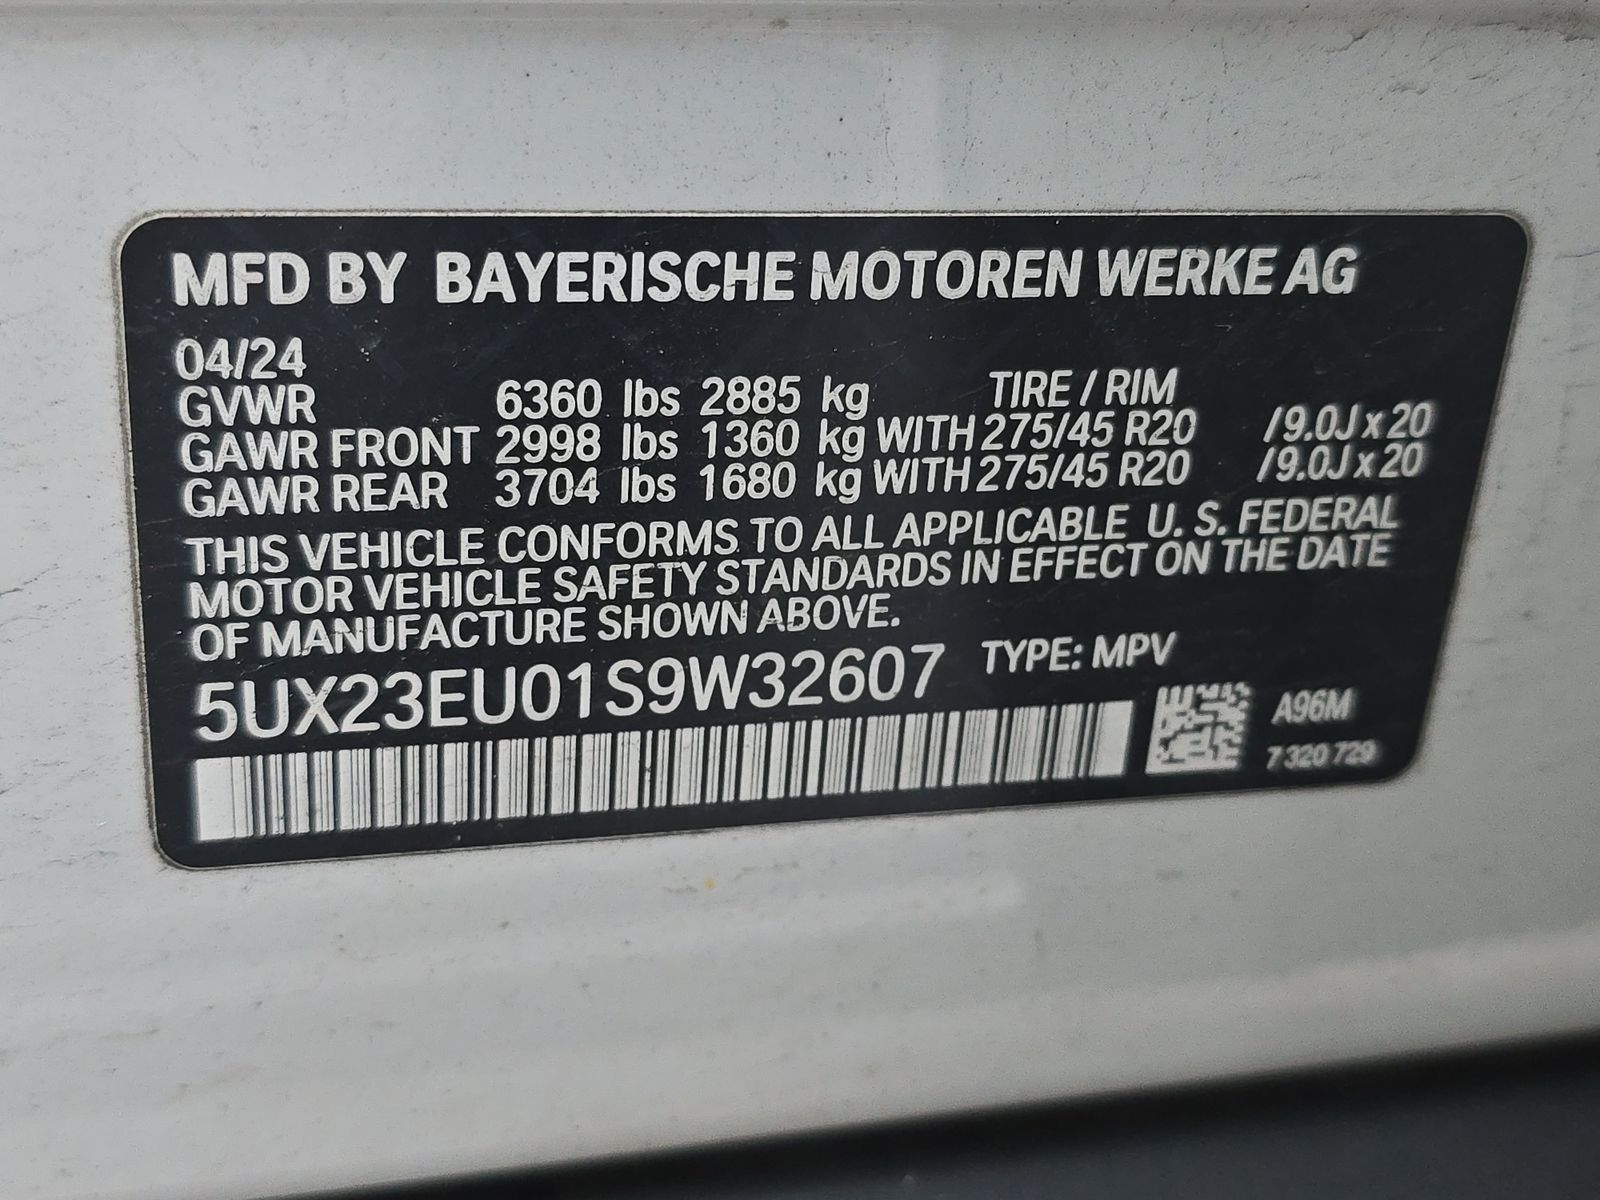 MFD BY BAYERISCHE MOTOREN WERKE AG
04/24
GVWR 6360 lbs 2885 kg TIRE / RIM
GAWR FRONT 2998 lbs 1360 kg WITH 275/45 R20 /9.0J x 20
GAWR REAR 3704 lbs 1680 kg WITH 275/45 R20 /9.0J x 20
THIS VEHICLE CONFORMS TO ALL APPLICABLE U. S. FEDERAL
MOTOR VEHICLE SAFETY STANDARDS IN EFFECT ON THE DATE
OF MANUFACTURE SHOWN ABOVE.
5UX23EU01S9W32607 TYPE: MPV
A96M
7 320 729